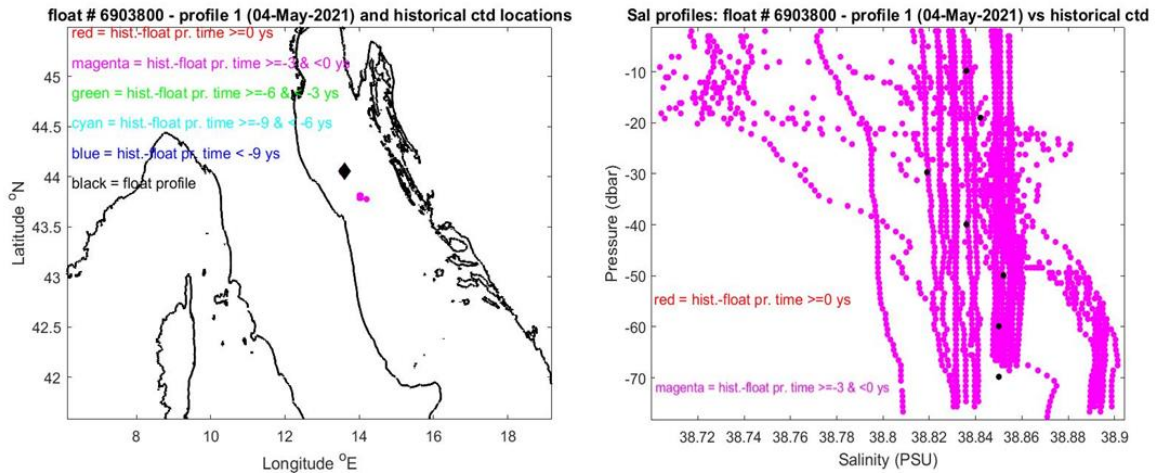 float # 6903800 - profile 1 (04-May-2021) and historical ctd locations
red = hist.-float pr. time >=0 ys
magenta = hist.-float pr. time >=-3 & <0 ys
green = hist.-float pr. time >=-6 & < -3 ys
cyan = hist.-float pr. time >=-9 & < -6 ys
blue = hist.-float pr. time < -9 ys
black = float profile
45
44.5
44
43.5
43
42.5
42
Latitude °N
8
10
12
14
16
18
Longitude °E
Sal profiles: float # 6903800 - profile 1 (04-May-2021) vs historical ctd
-10
-20
-30
-40
-50
-60
-70
Pressure (dbar)
red = hist.-float pr. time >=0 ys
magenta = hist.-float pr. time >=-3 & <0 ys
38.72
38.74
38.76
38.78
38.8
38.82
38.84
38.86
38.88
38.9
Salinity (PSU)